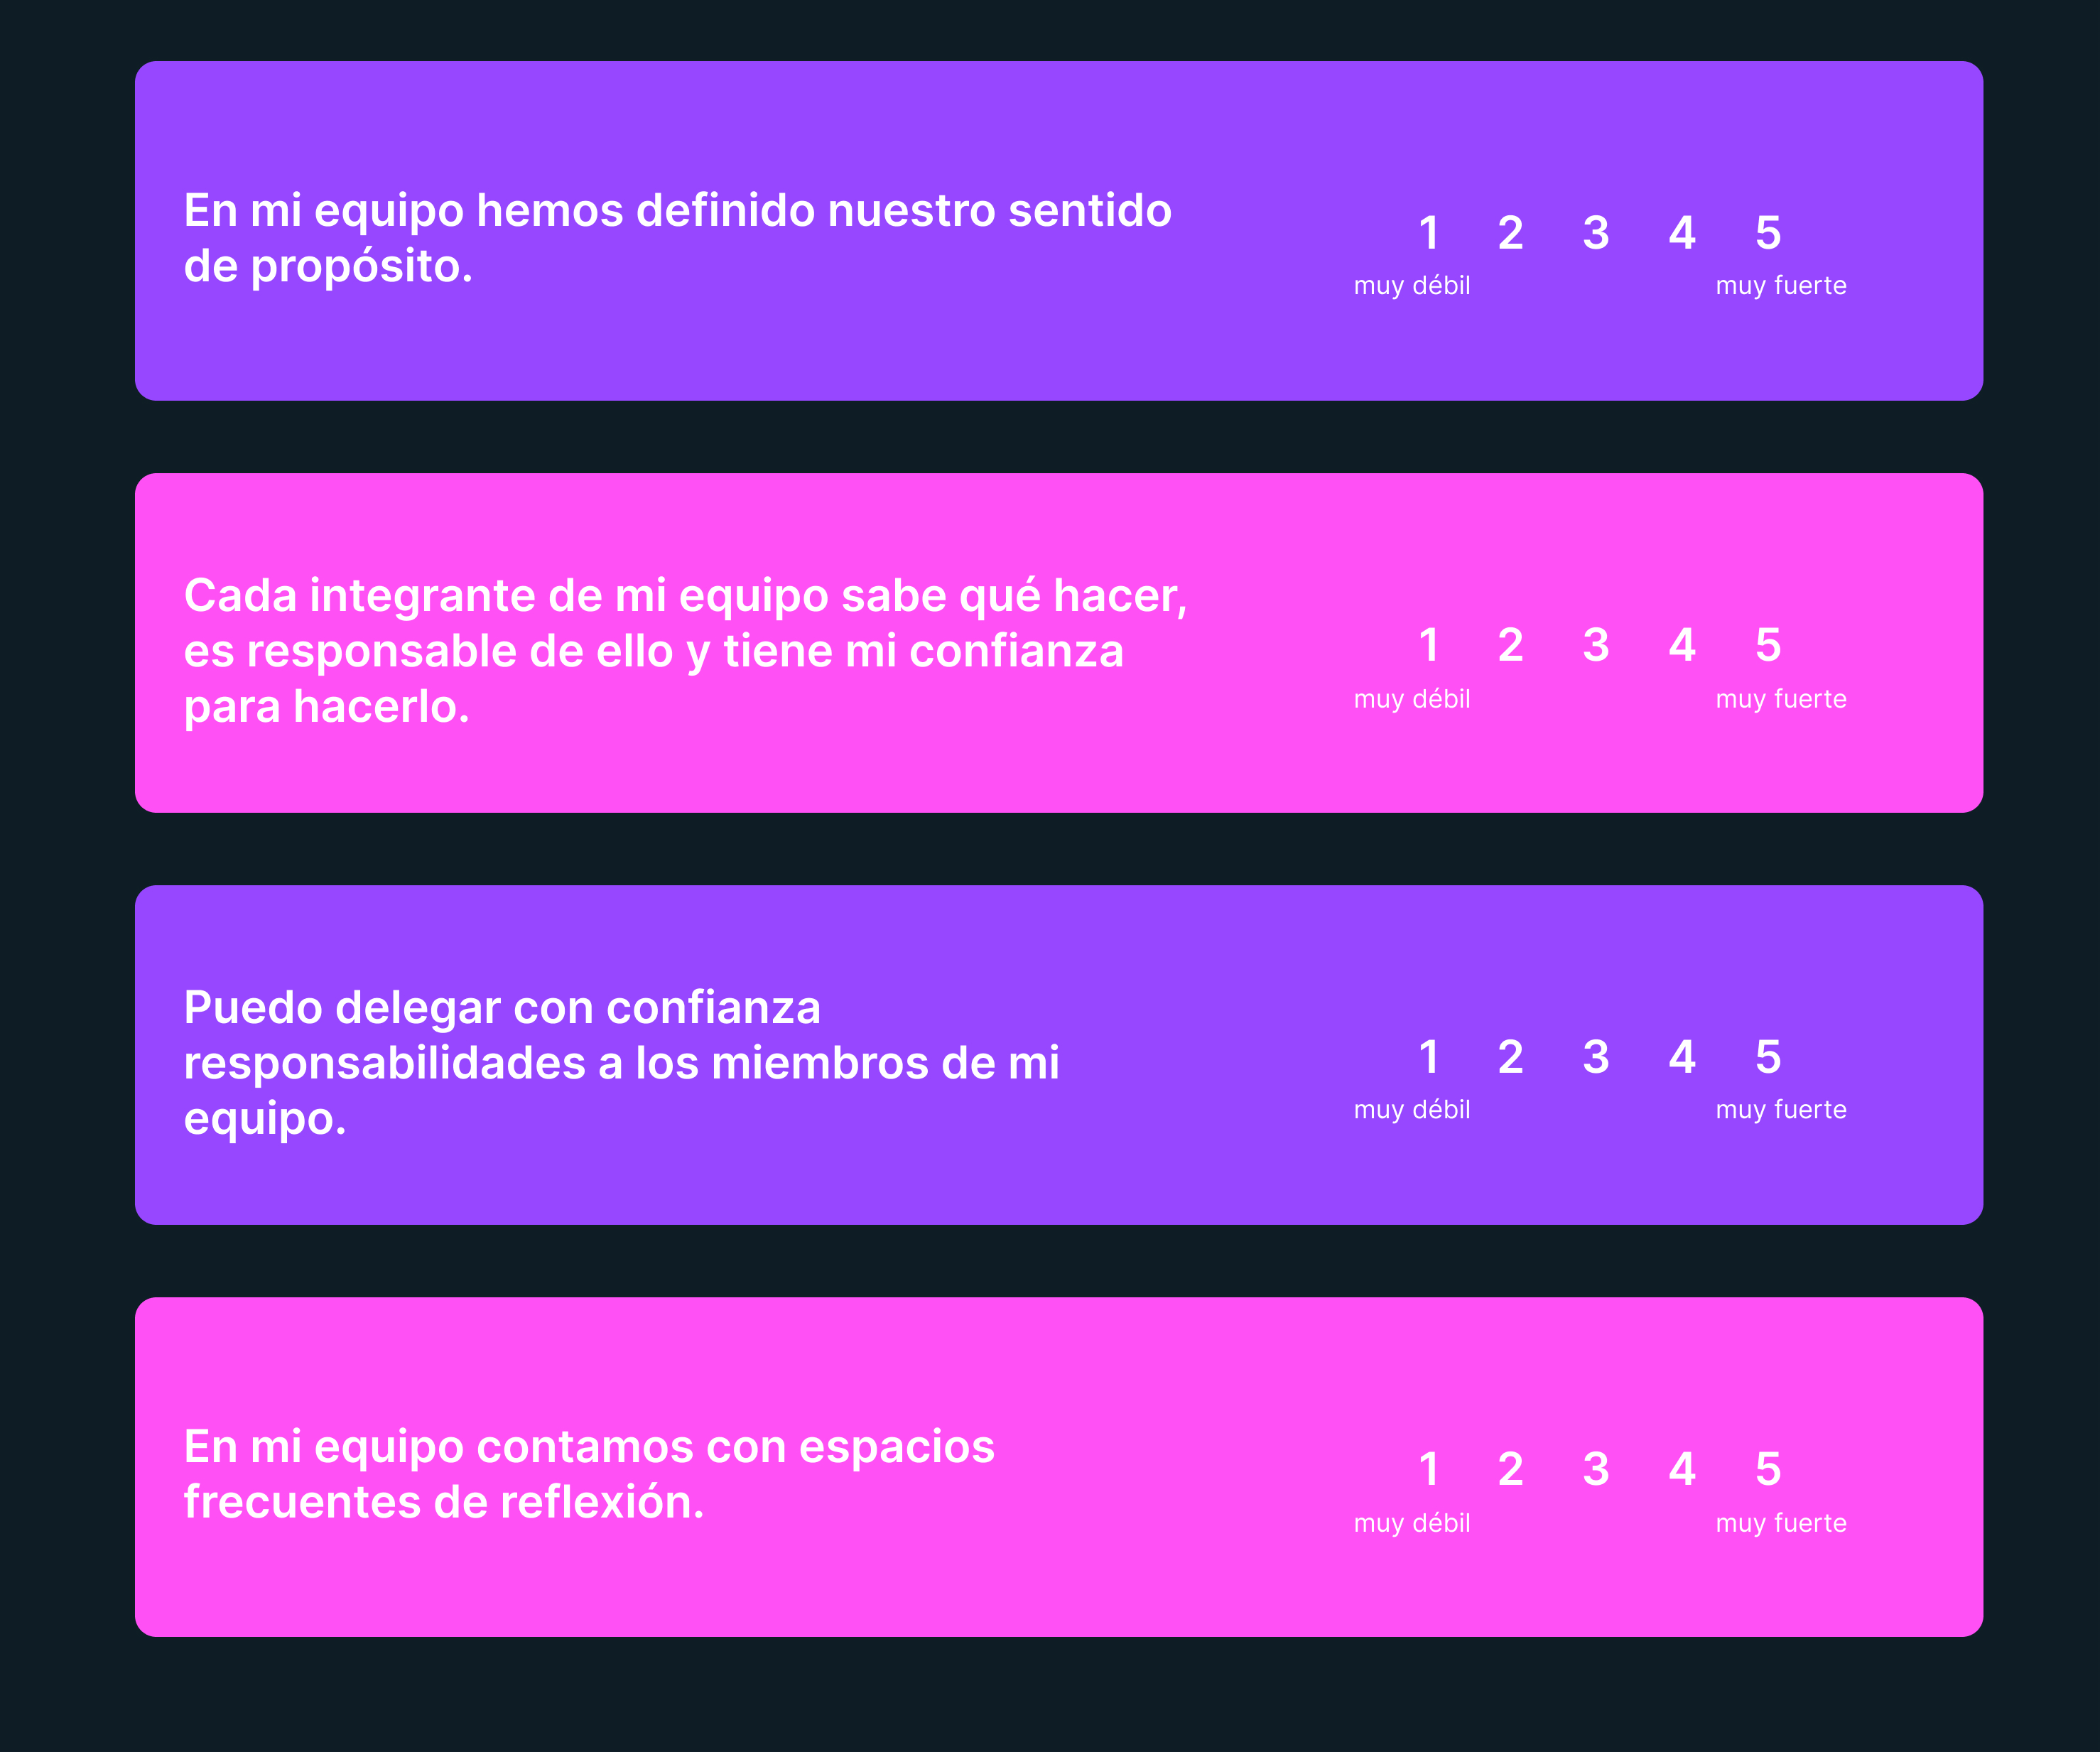 En mi equipo hemos definido nuestro sentido
de propósito.
1 2 3 4 5
muy débil muy fuerte
Cada integrante de mi equipo sabe qué hacer,
es responsable de ello y tiene mi confianza
para hacerlo.
1 2 3 4 5
muy débil muy fuerte
Puedo delegar con confianza
responsabilidades a los miembros de mi
equipo.
1 2 3 4 5
muy débil muy fuerte
En mi equipo contamos con espacios
frecuentes de reflexión.
1 2 3 4 5
muy débil muy fuerte